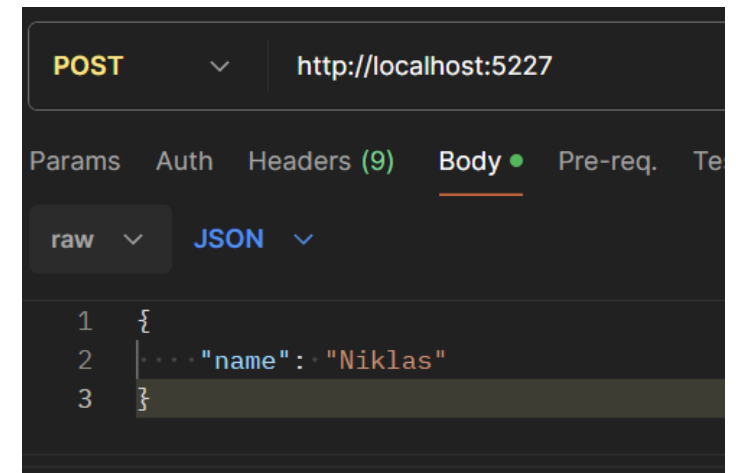 POST http://localhost:5227
Params Auth Headers (9) Body Pre-req.
raw JSON
1 {
2 "name": "Niklas"
3 }